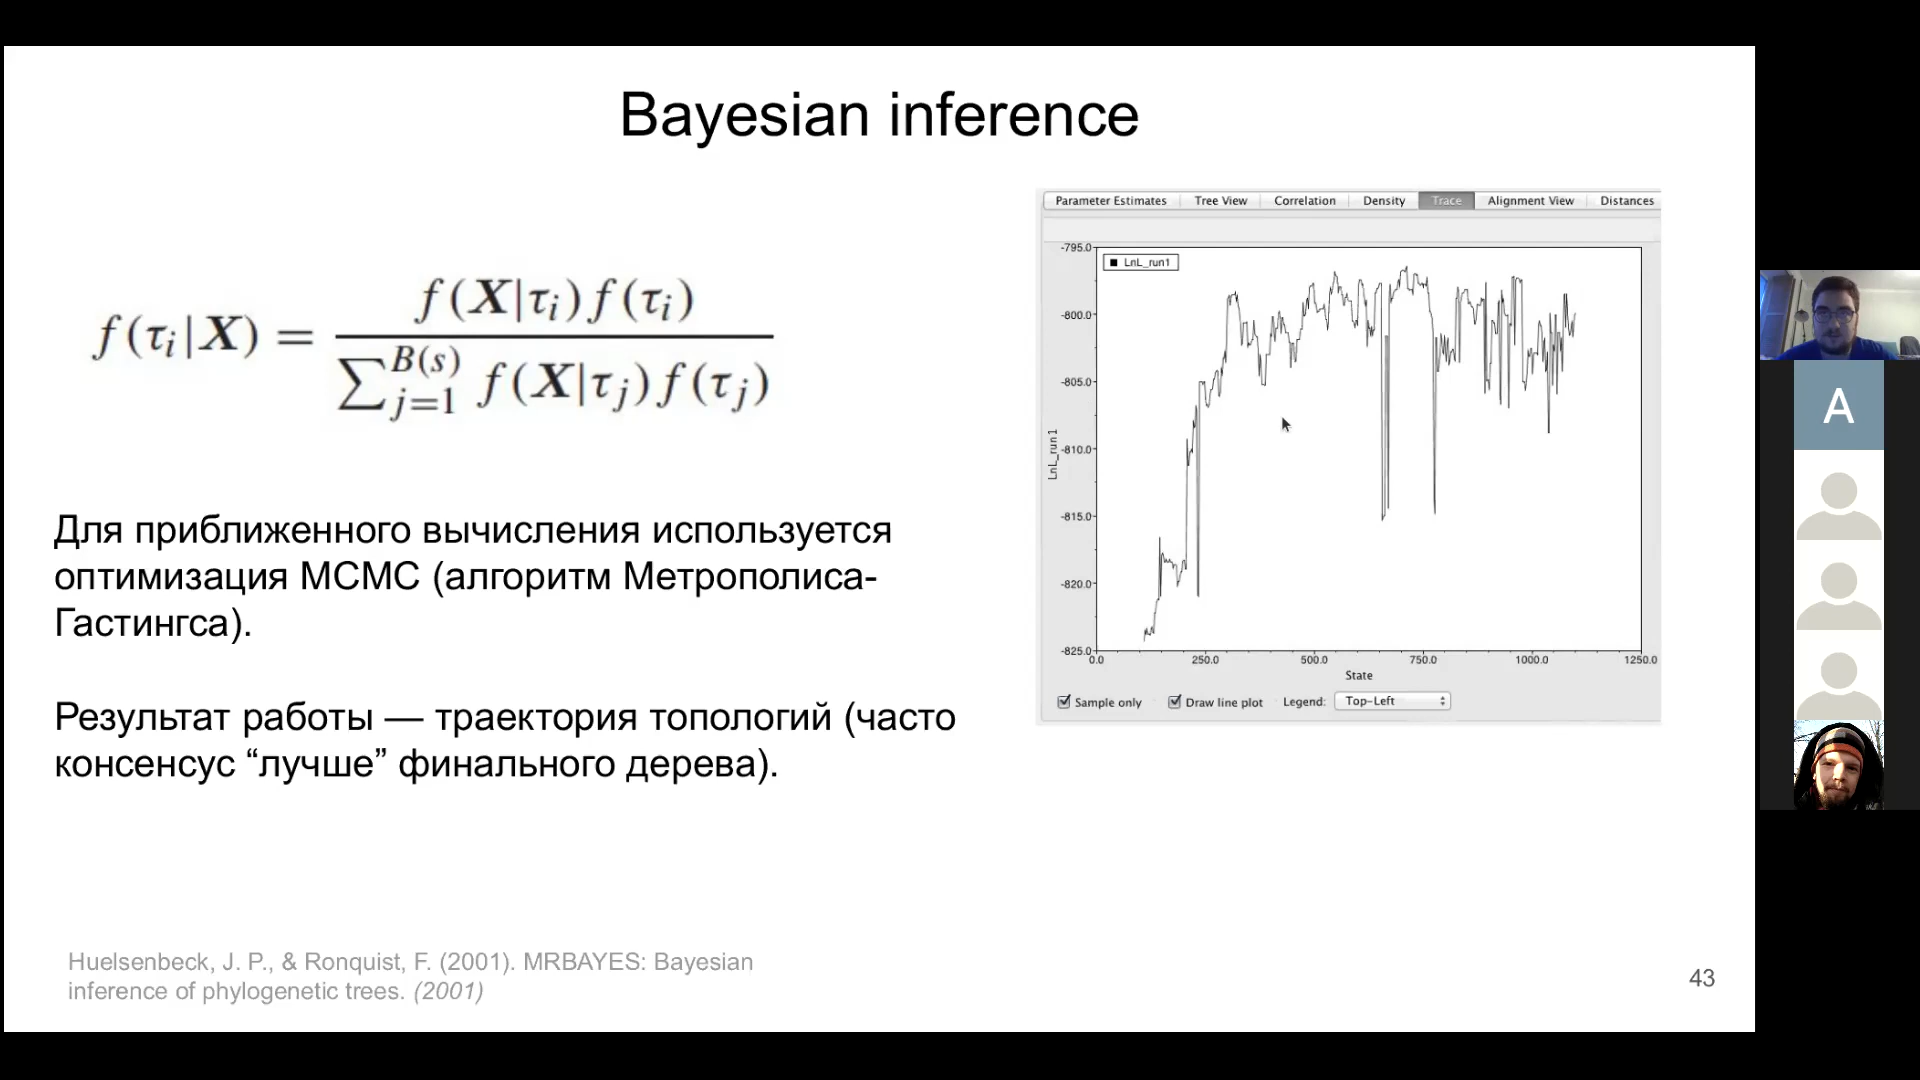 Bayesian inference
f(τᵢ|X) = f(X|τᵢ)f(τᵢ) / ∑_{j=1}^{B(s)} f(X|τⱼ)f(τⱼ)
Для приближенного вычисления используется
оптимизация MCMC (алгоритм Метрополиса-
Гастингса).
Результат работы — траектория топологий (часто
консенсус “лучше” финального дерева).
Parameter Estimates Tree View Correlation Density Trace Alignment View Distances
LnL_run1
-795.0
-800.0
-805.0
-810.0
-815.0
-820.0
-825.0
LnL_run1
0.0 250.0 500.0 750.0 1000.0 1250.0
State
Sample only Draw line plot Legend: Top-Left
Huelsenbeck, J. P., & Ronquist, F. (2001). MRBAYES: Bayesian
inference of phylogenetic trees. (2001)
43
A